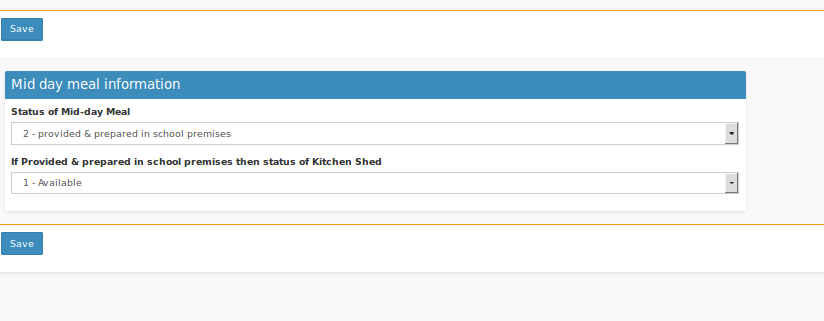 Save
Mid day meal information
Status of Mid-day Meal
2 - provided & prepared in school premises
If Provided & prepared in school premises then status of Kitchen Shed
1 - Available
Save